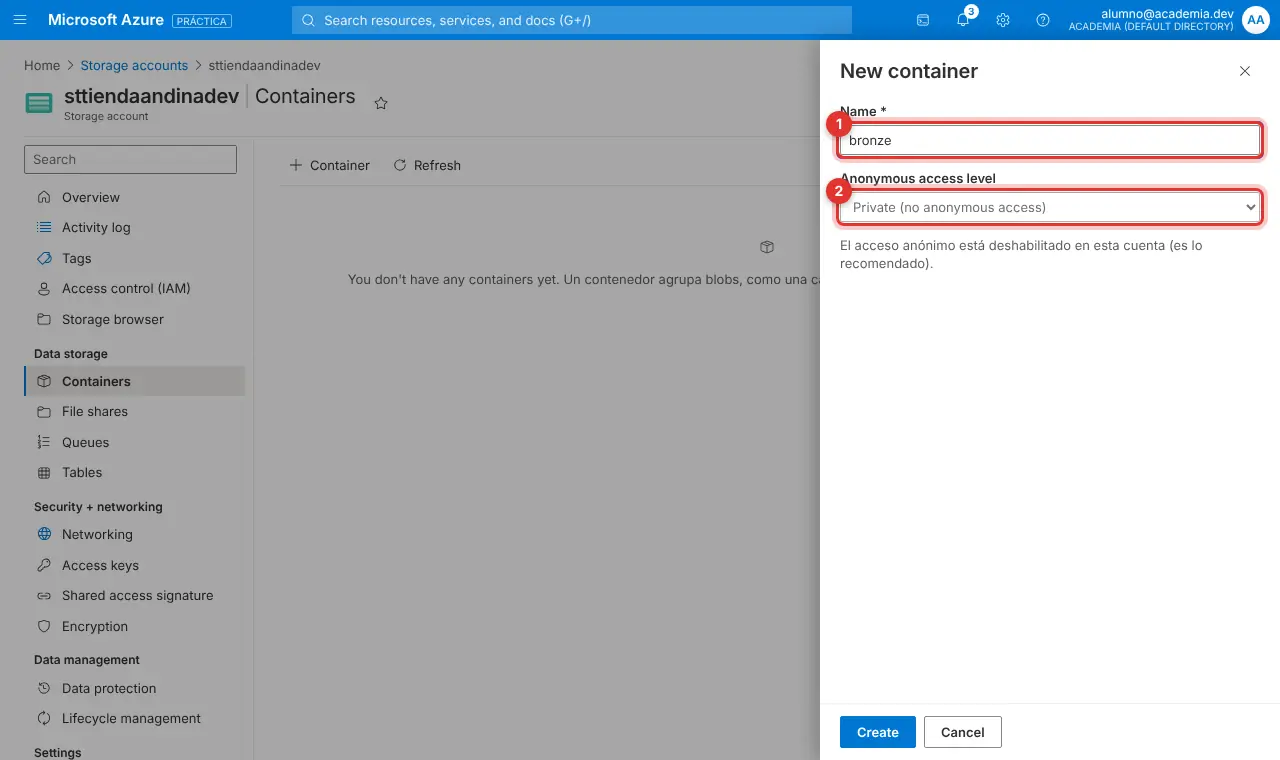 Microsoft Azure PRÁCTICA
Search resources, services, and docs (G+/)
3
alumno@academia.dev
ACADEMIA (DEFAULT DIRECTORY)
AA
Home > Storage accounts > sttiendaandinadev
sttiendaandinadev | Containers
Storage account
Search
Overview
Activity log
Tags
Access control (IAM)
Storage browser
Data storage
Containers
File shares
Queues
Tables
Security + networking
Networking
Access keys
Shared access signature
Encryption
Data management
Data protection
Lifecycle management
Settings
+ Container
Refresh
You don't have any containers yet. Un contenedor agrupa blobs, como una
New container
Name *
1
bronze
Anonymous access level
2
Private (no anonymous access)
El acceso anónimo está deshabilitado en esta cuenta (es lo
recomendado).
Create
Cancel